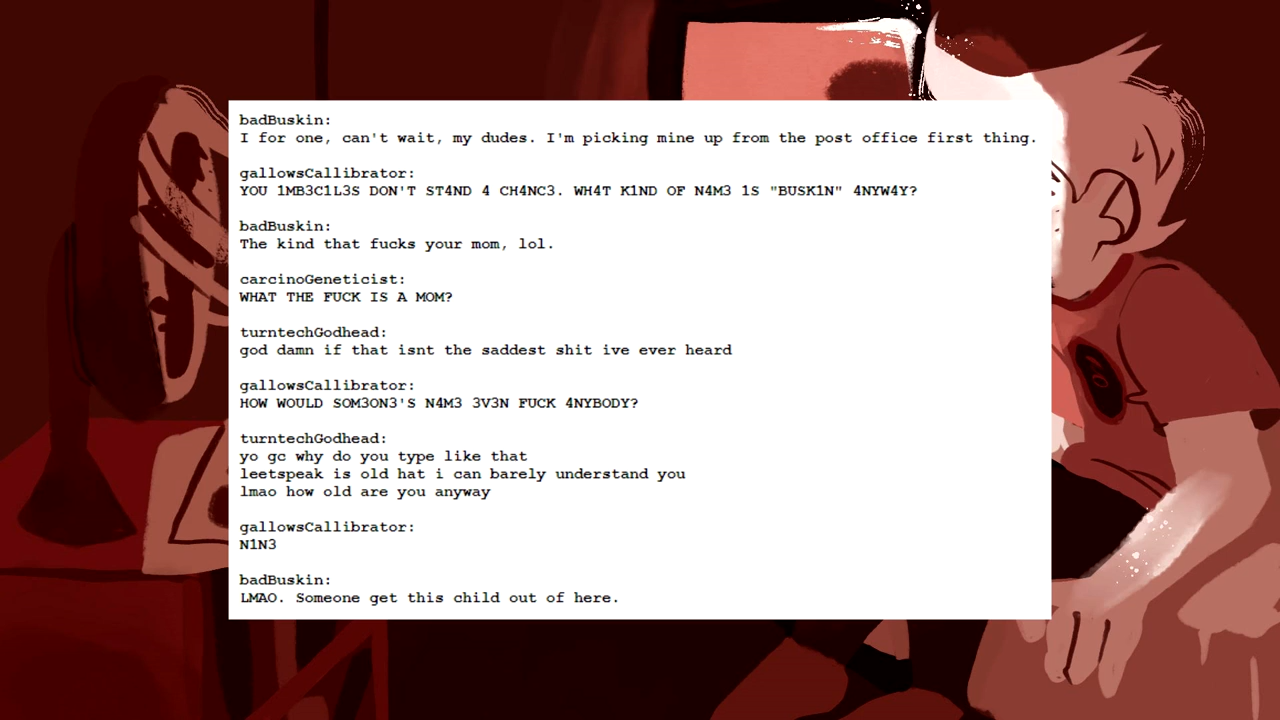 badBuskin:
I for one, can't wait, my dudes. I'm picking mine up from the post office first thing.
gallowsCallibrator:
YOU 1MB3C1L3S DON'T ST4ND 4 CH4NC3. WH4T K1ND OF N4M3 1S "BUSK1N" 4NYW4Y?
badBuskin:
The kind that fucks your mom, lol.
carcinoGeneticist:
WHAT THE FUCK IS A MOM?
turntechGodhead:
god damn if that isnt the saddest shit ive ever heard
gallowsCallibrator:
HOW WOULD SOM3ON3'S N4M3 3V3N FUCK 4NYBODY?
turntechGodhead:
yo gc why do you type like that
leetspeak is old hat i can barely understand you
lmao how old are you anyway
gallowsCallibrator:
N1N3
badBuskin:
LMAO. Someone get this child out of here.